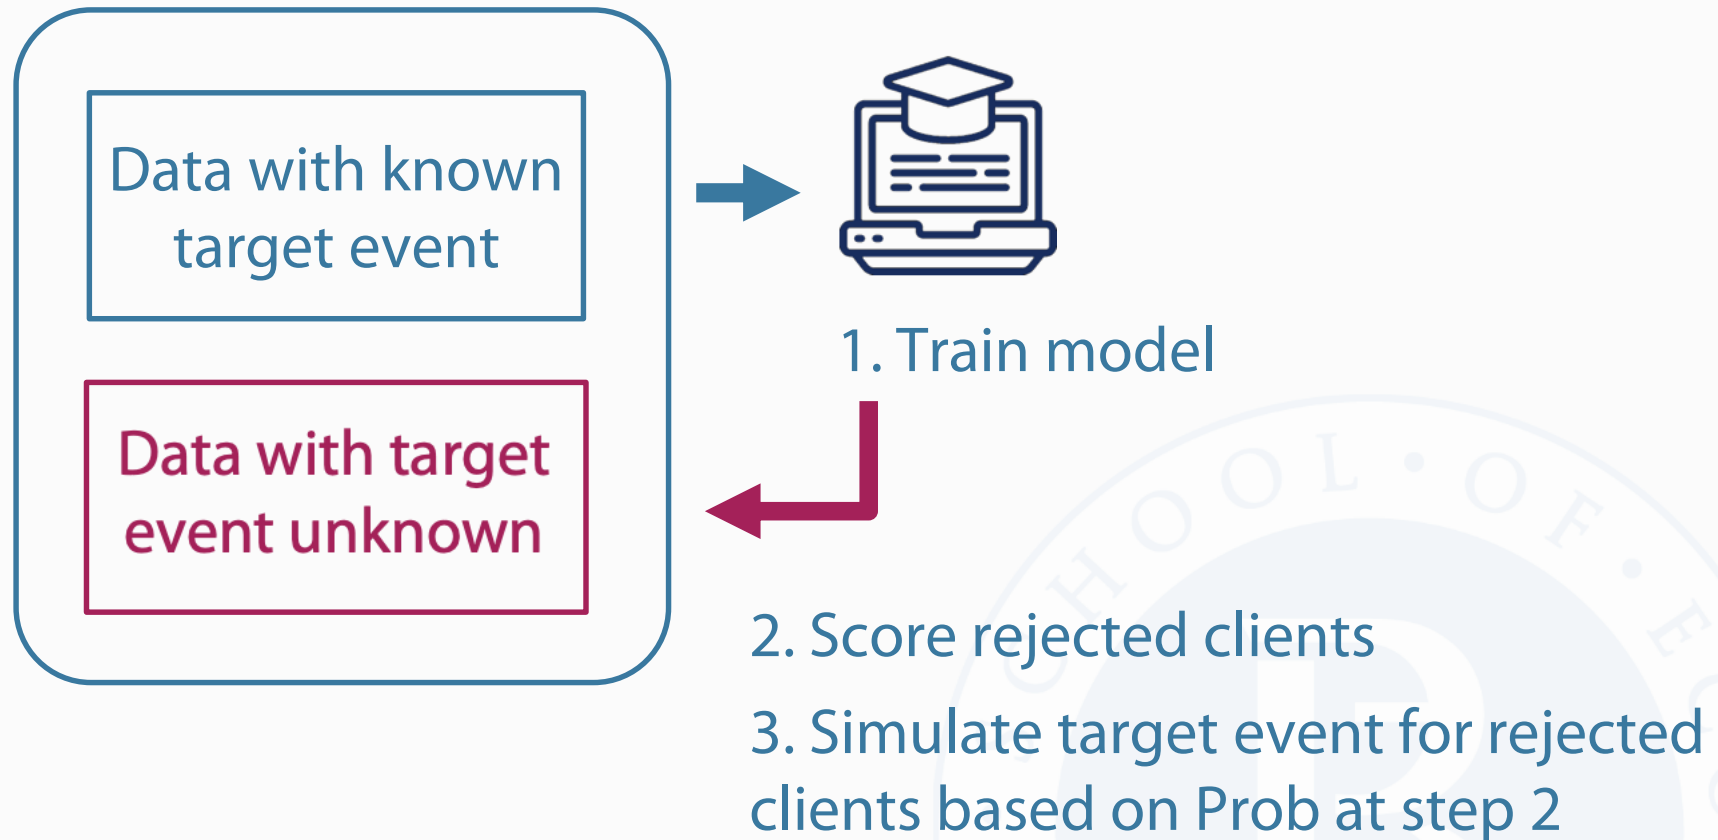 Data with known
target event
1. Train model
Data with target
event unknown
2. Score rejected clients
3. Simulate target event for rejected
clients based on Prob at step 2